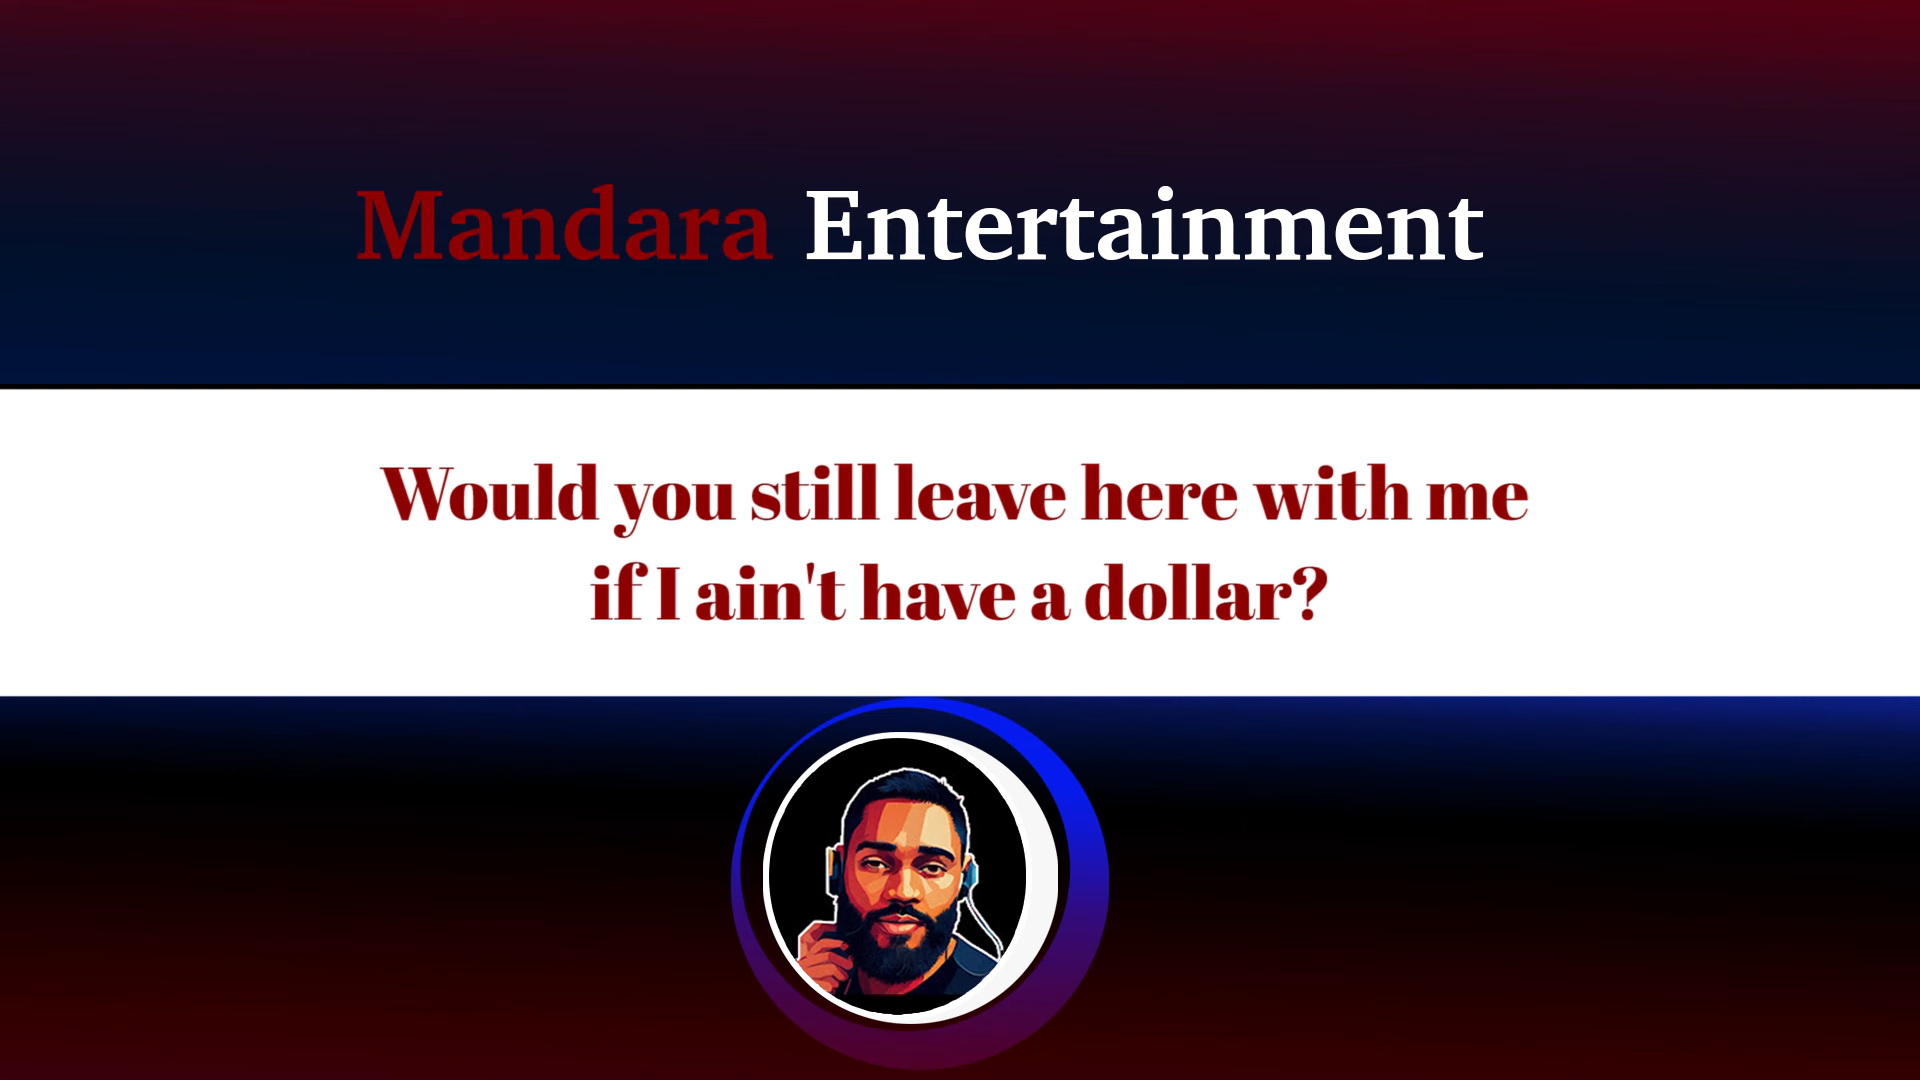 Mandara Entertainment
Would you still leave here with me
if I ain't have a dollar?